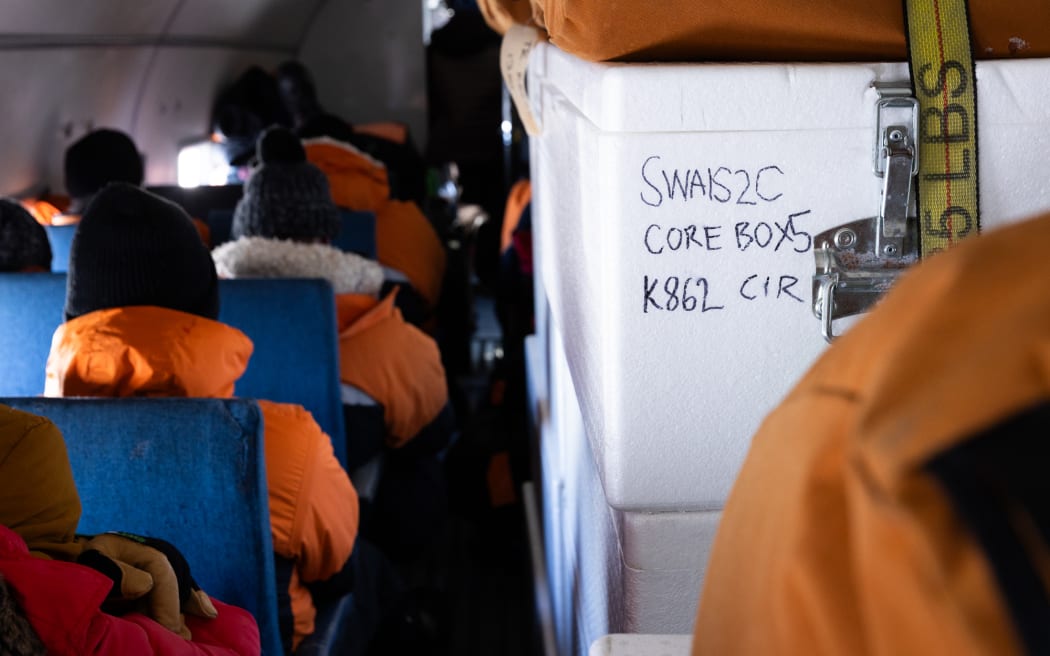 SWAIS2C
CORE BOX5
K862 CIR
5 LBS